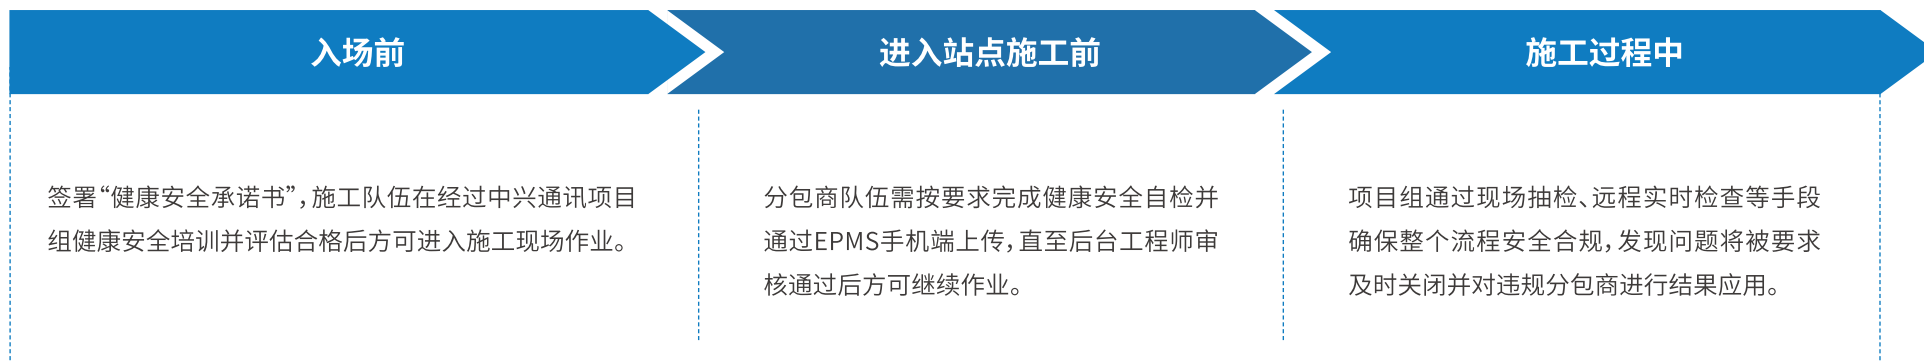 入场前
进入站点施工前
施工过程中
签署“健康安全承诺书”，施工队伍在经过中兴通讯项目
组健康安全培训并评估合格后方可进入施工现场作业。
分包商队伍需按要求完成健康安全自检并
通过EPMS手机端上传，直至后台工程师审
核通过后方可继续作业。
项目组通过现场抽检、远程实时检查等手段
确保整个流程安全合规，发现问题将被要求
及时关闭并对违规分包商进行结果应用。